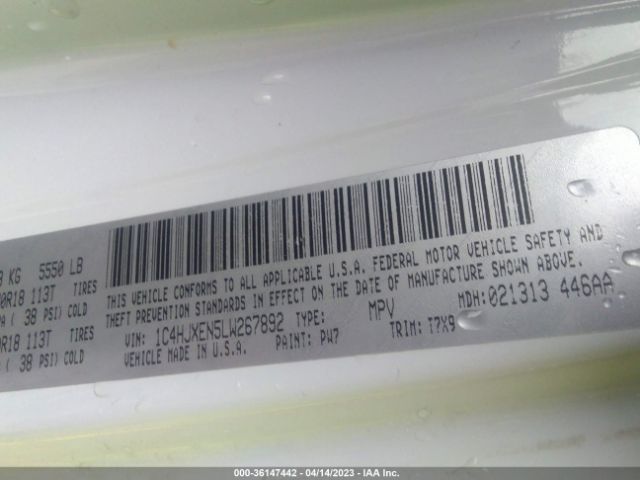 KG 5550 LB
0R18 113T TIRES
( 38 PSI) COLD
0R18 113T TIRES
( 38 PSI) COLD
THIS VEHICLE CONFORMS TO ALL APPLICABLE U.S.A. FEDERAL MOTOR VEHICLE SAFETY AND
THEFT PREVENTION STANDARDS IN EFFECT ON THE DATE OF MANUFACTURE SHOWN ABOVE.
VIN: 1C4HJXEN5LW267892 TYPE: MPV MDH:021313 446AA
VEHICLE MADE IN U.S.A. PAINT: PW7 TRIM: T7X9
000-36147442 - 04/14/2023 - IAA Inc.